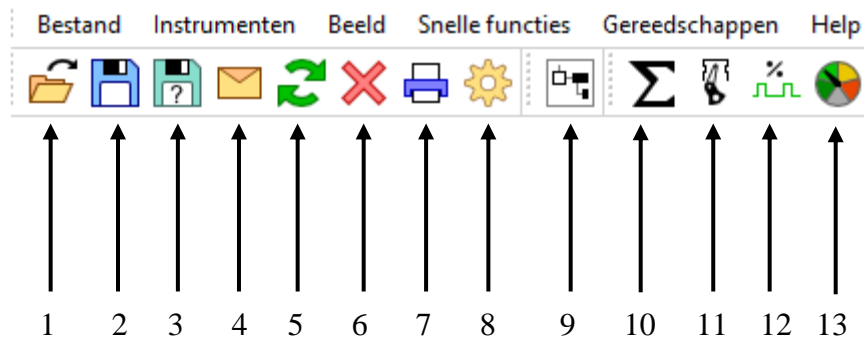 Bestand Instrumenten Beeld Snelle functies Gereedschappen Help
? Σ %
1 2 3 4 5 6 7 8 9 10 11 12 13